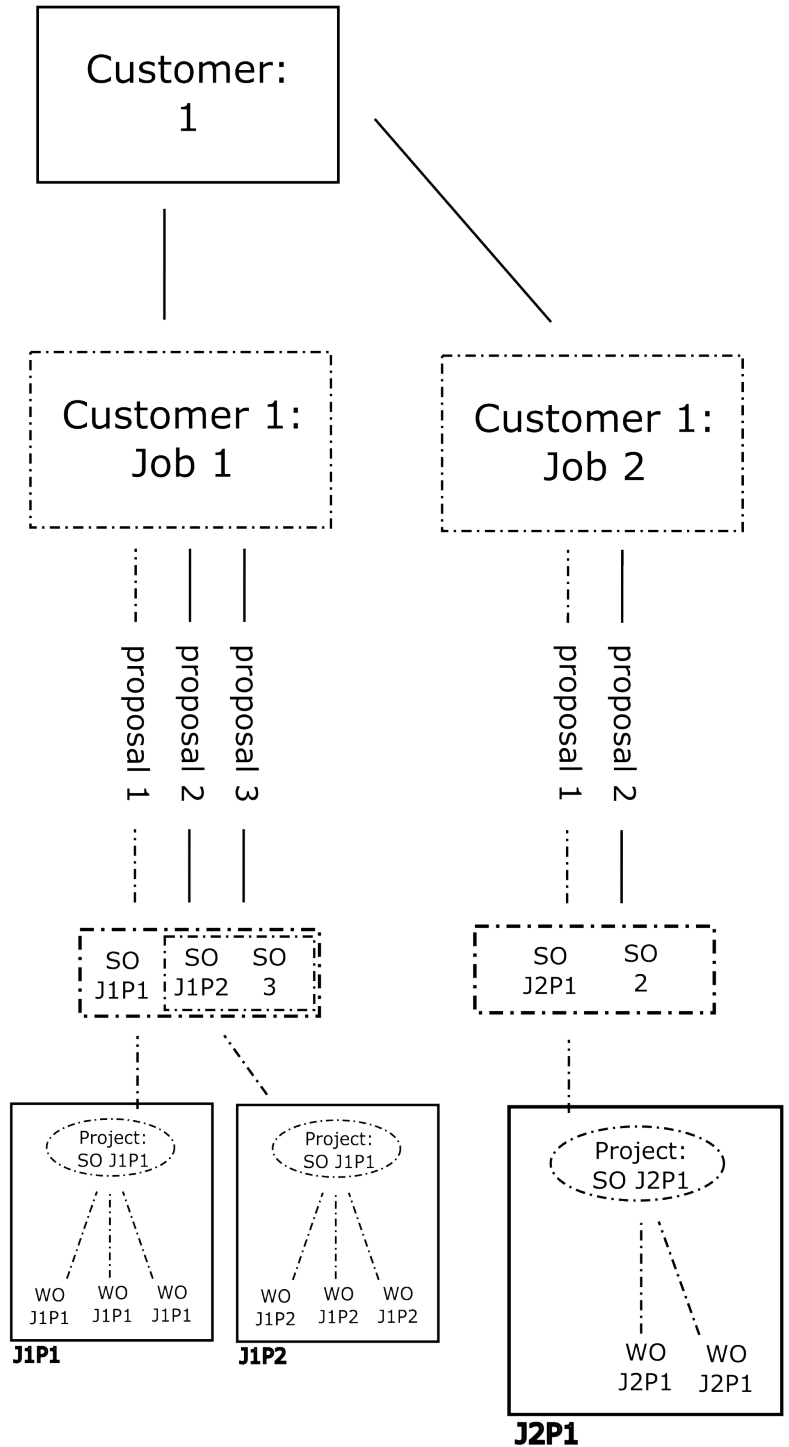 Customer:
1
Customer 1:
Job 1
Customer 1:
Job 2
proposal 1
proposal 2
proposal 3
proposal 1
proposal 2
SO
J1P1
SO
J1P2
SO
3
SO
J2P1
SO
2
Project:
SO J1P1
WO
J1P1
WO
J1P1
WO
J1P1
J1P1
Project:
SO J1P1
WO
J1P2
WO
J1P2
WO
J1P2
J1P2
Project:
SO J2P1
WO
J2P1
WO
J2P1
J2P1